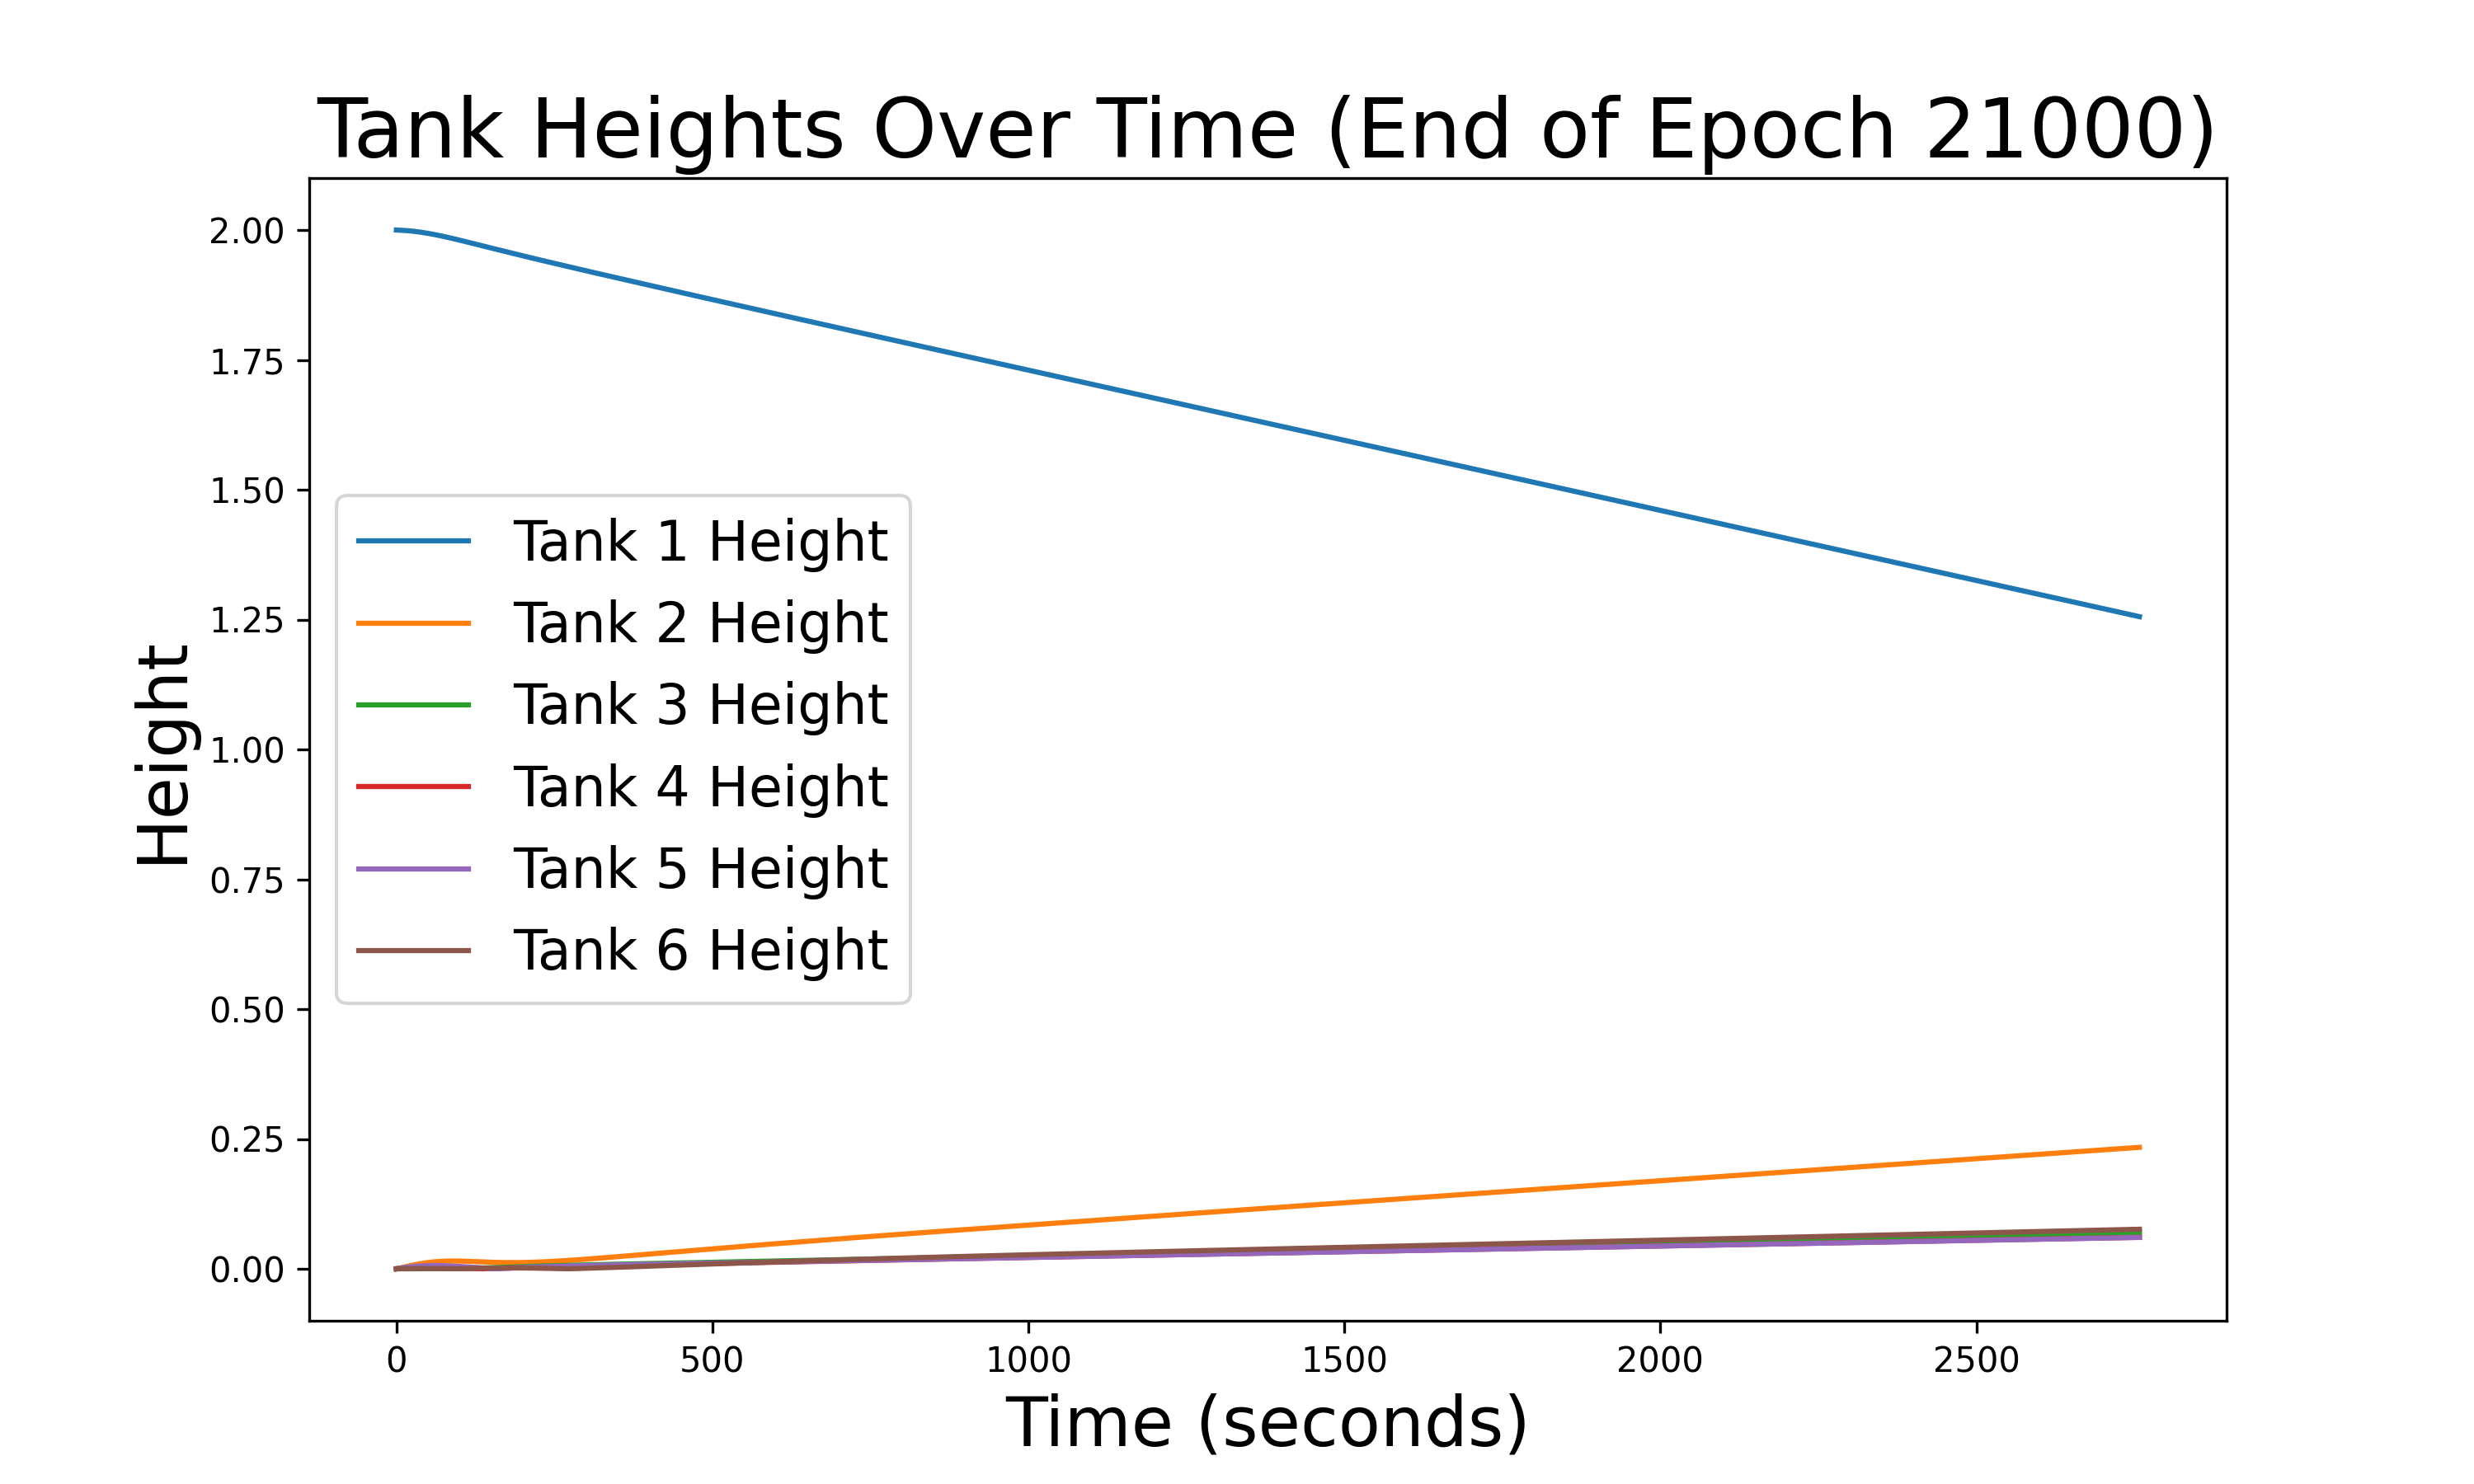 Tank Heights Over Time (End of Epoch 21000)
Height
2.00
1.75
1.50
1.25
1.00
0.75
0.50
0.25
0.00
Tank 1 Height
Tank 2 Height
Tank 3 Height
Tank 4 Height
Tank 5 Height
Tank 6 Height
0 500 1000 1500 2000 2500
Time (seconds)